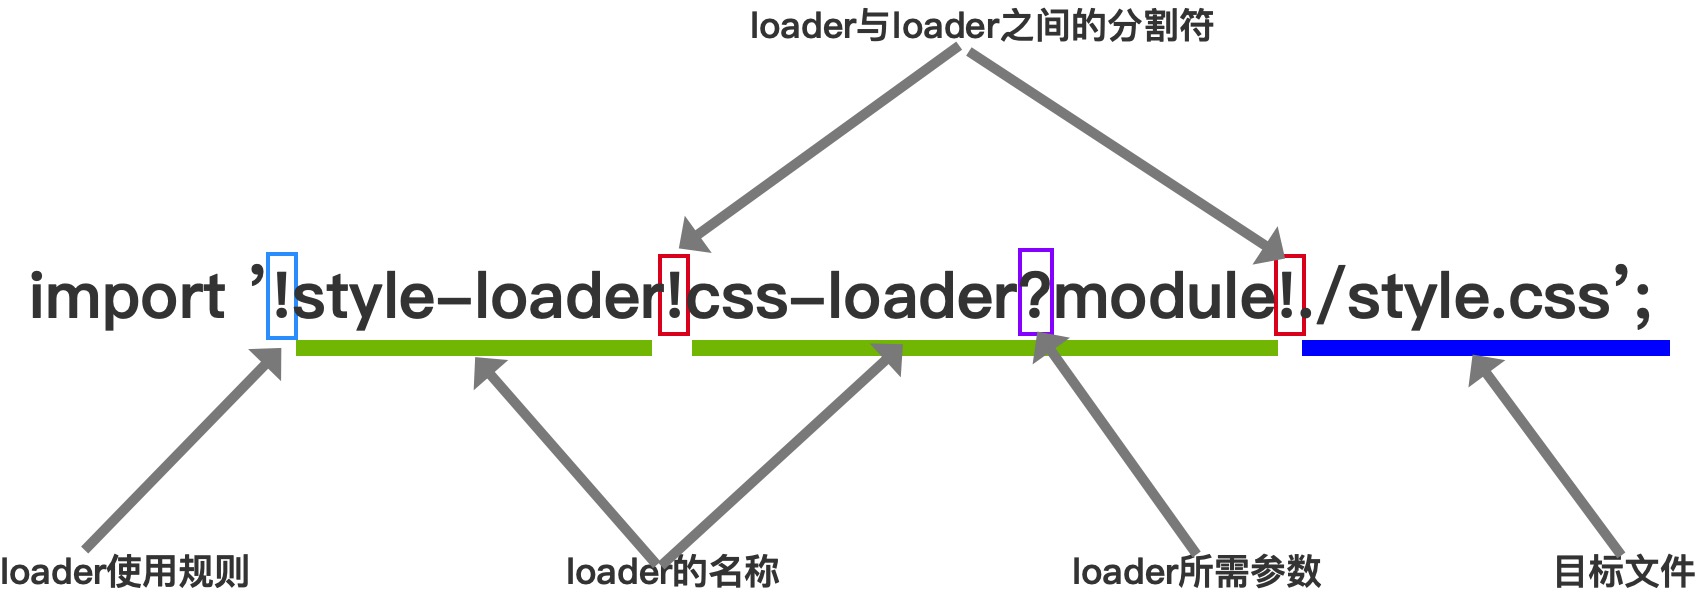 loader与loader之间的分割符
import ’!style-loader!css-loader?module!./style.css’;
loader使用规则
loader的名称
loader所需参数
目标文件